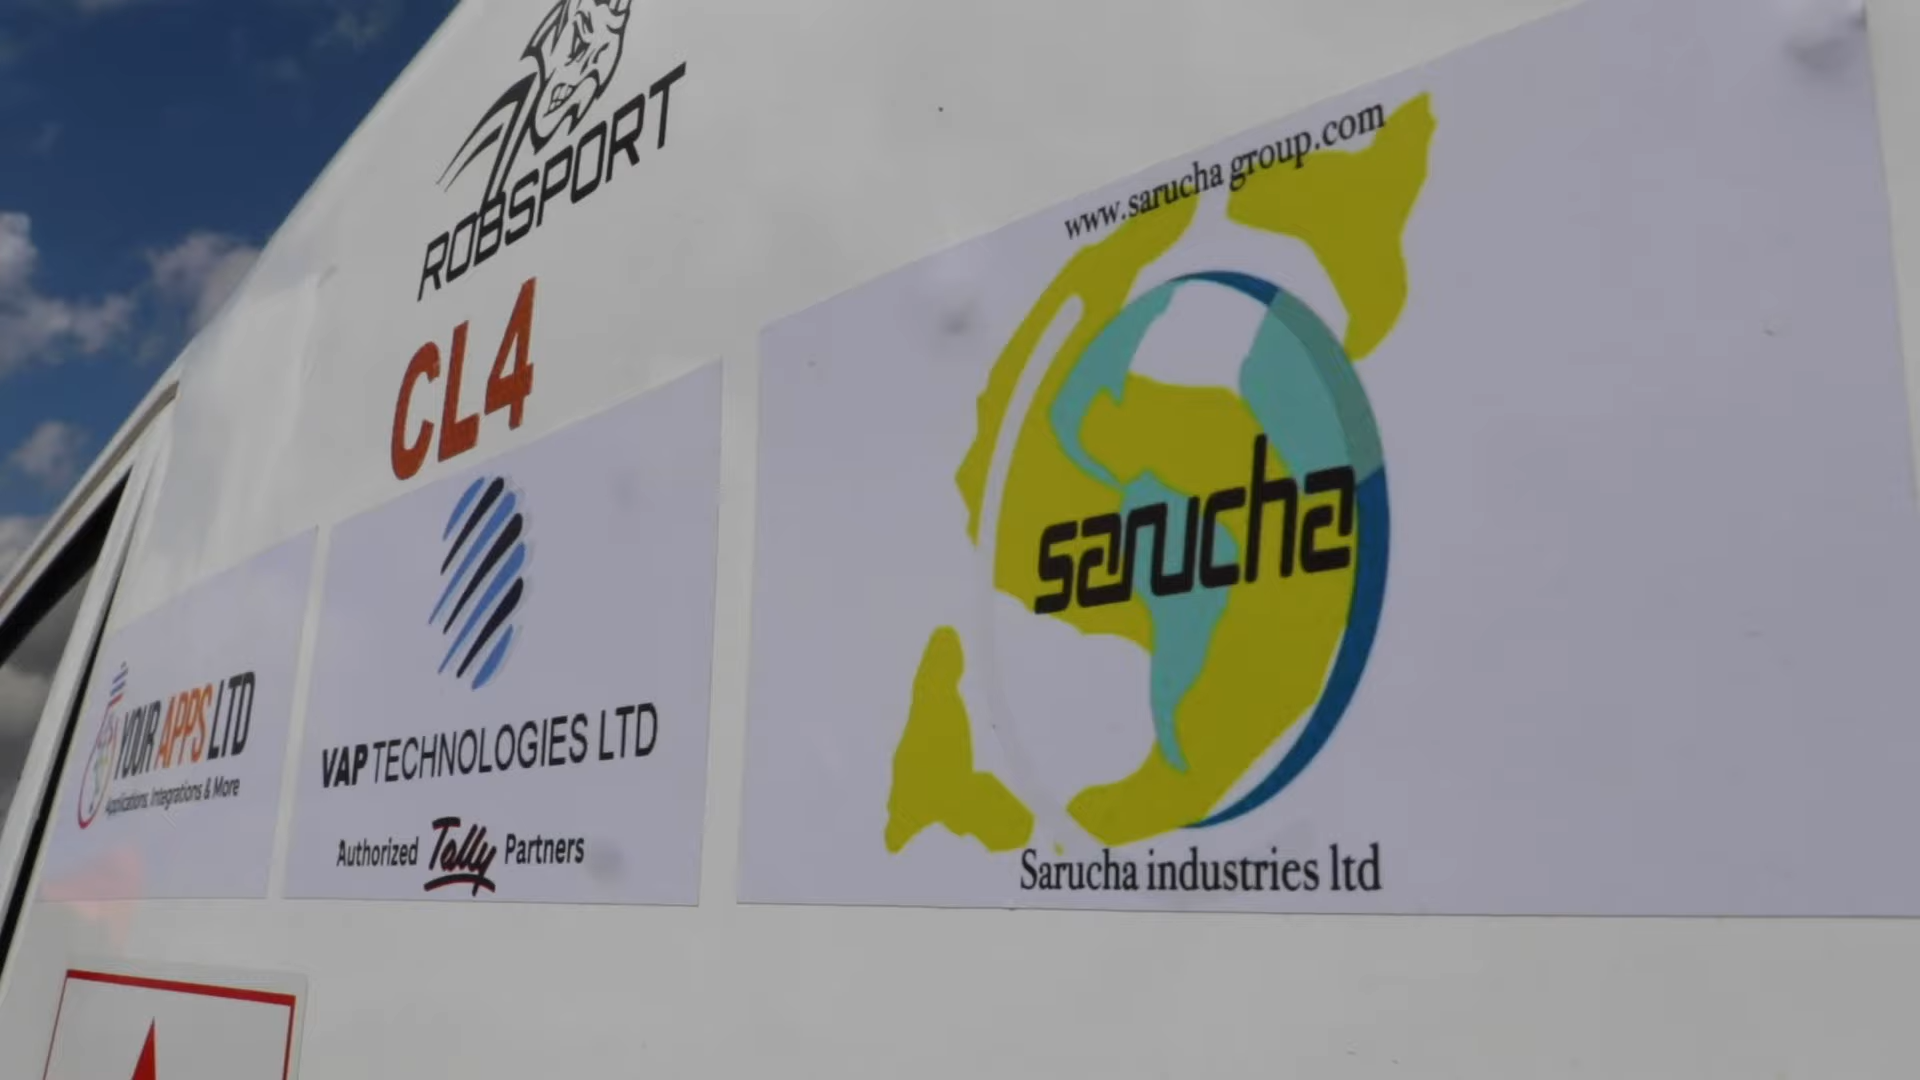 ROBSPORT
CL4
YOUR APPS LTD
Applications, Integrations & More
VAP TECHNOLOGIES LTD
Authorized Tally Partners
www.sarucha group.com
sarucha
Sarucha industries ltd